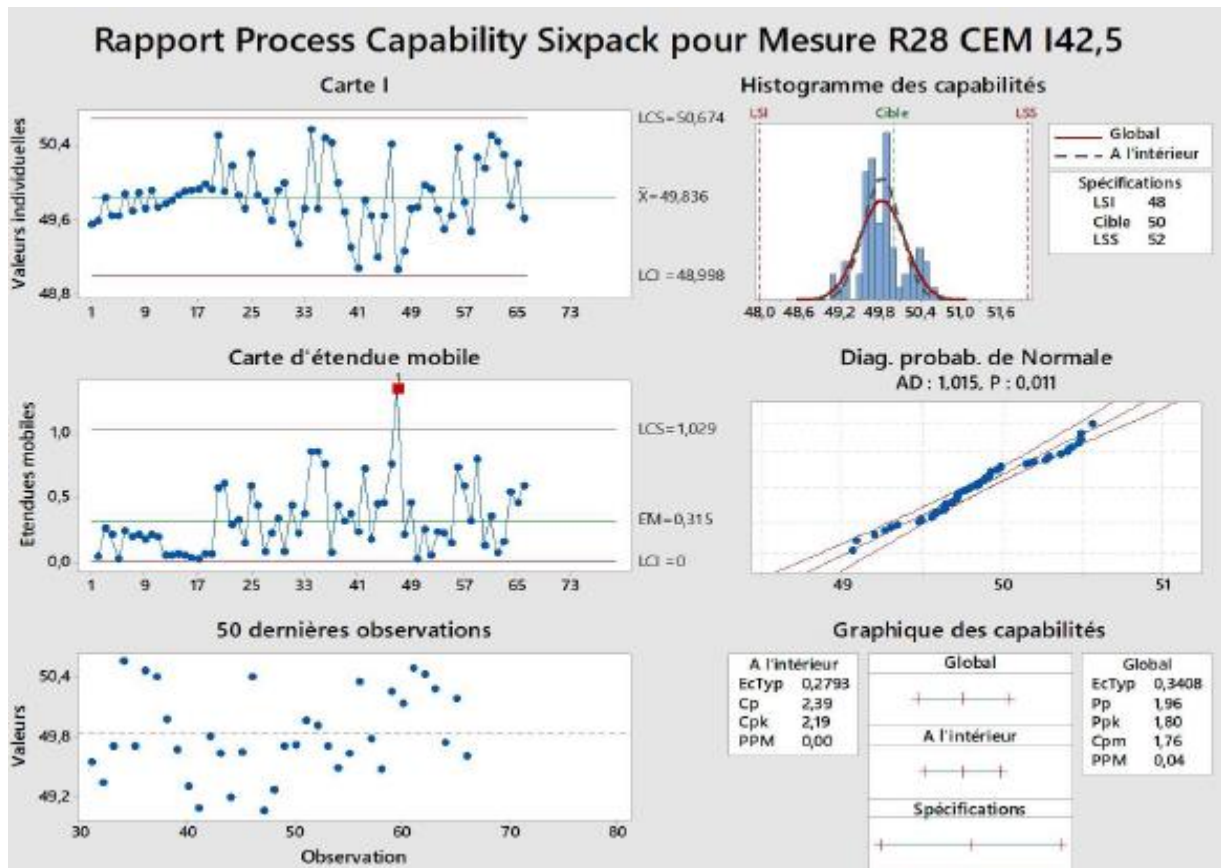 Rapport Process Capability Sixpack pour Mesure R28 CEM I42,5
Carte I
Valeurs individuelles
50,4
49,6
48,8
1 9 17 25 33 41 49 57 65 73
LCS=50,674
X̄=49,836
LCI=48,998
Histogramme des capabilités
LSI Cible LSS
48,0 48,6 49,2 49,8 50,4 51,0 51,6
Global
A l'intérieur
Spécifications
LSI 48
Cible 50
LSS 52
Carte d'étendue mobile
Etendues mobiles
1,0
0,5
0,0
1 9 17 25 33 41 49 57 65 73
1
LCS=1,029
E̅M̅=0,315
LCI=0
Diag. probab. de Normale
AD : 1,015, P : 0,011
49 50 51
50 dernières observations
Valeurs
50,4
49,8
49,2
30 40 50 60 70 80
Observation
Graphique des capabilités
A l'intérieur
EcTyp 0,2793
Cp 2,39
Cpk 2,19
PPM 0,00
Global
A l'intérieur
Spécifications
Global
EcTyp 0,3408
Pp 1,96
Ppk 1,80
Cpm 1,76
PPM 0,04